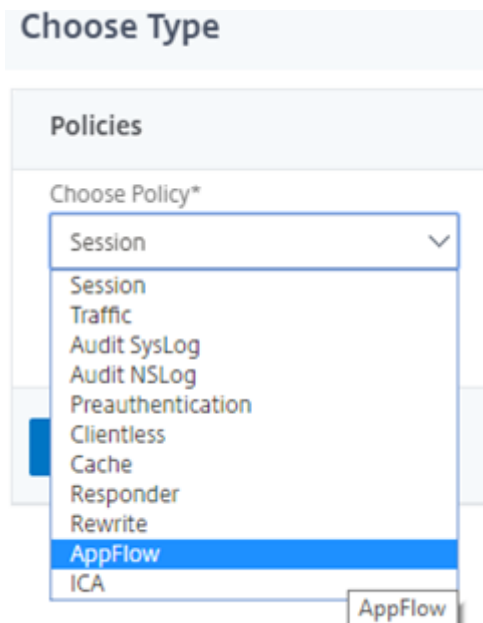 Choose Type
Policies
Choose Policy*
Session
Session
Traffic
Audit SysLog
Audit NSLog
Preauthentication
Clientless
Cache
Responder
Rewrite
AppFlow
ICA
AppFlow